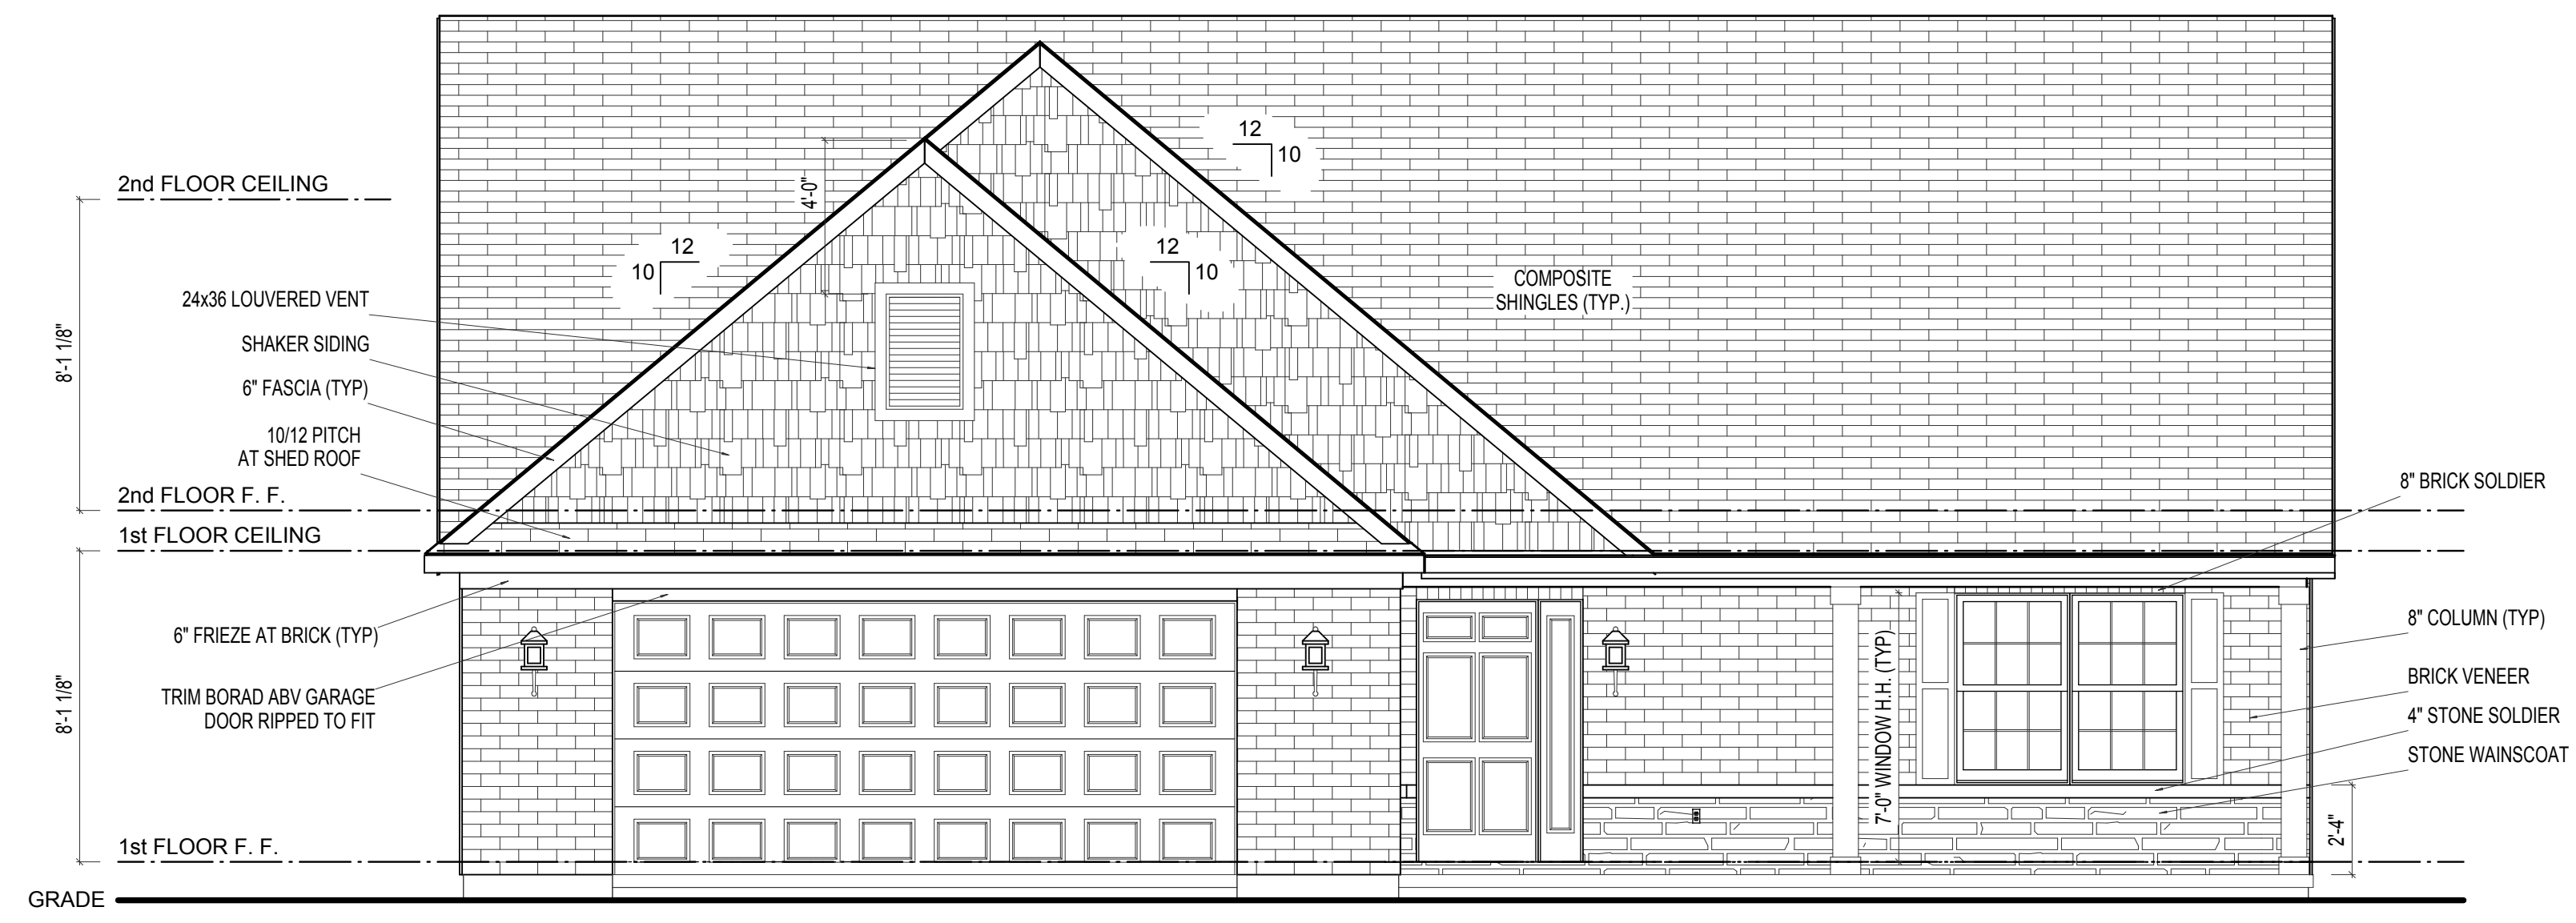 12
10
2nd FLOOR CEILING
4'-0"
12
10
12
10
COMPOSITE
SHINGLES (TYP.)
24x36 LOUVERED VENT
8'-1 1/8"
SHAKER SIDING
6" FASCIA (TYP)
10/12 PITCH
AT SHED ROOF
2nd FLOOR F. F.
1st FLOOR CEILING
8" BRICK SOLDIER
6" FRIEZE AT BRICK (TYP)
8" COLUMN (TYP)
8'-1 1/8"
TRIM BORAD ABV GARAGE
DOOR RIPPED TO FIT
7'-0" WINDOW H.H. (TYP)
BRICK VENEER
4" STONE SOLDIER
STONE WAINSCOAT
2'-4"
1st FLOOR F. F.
GRADE